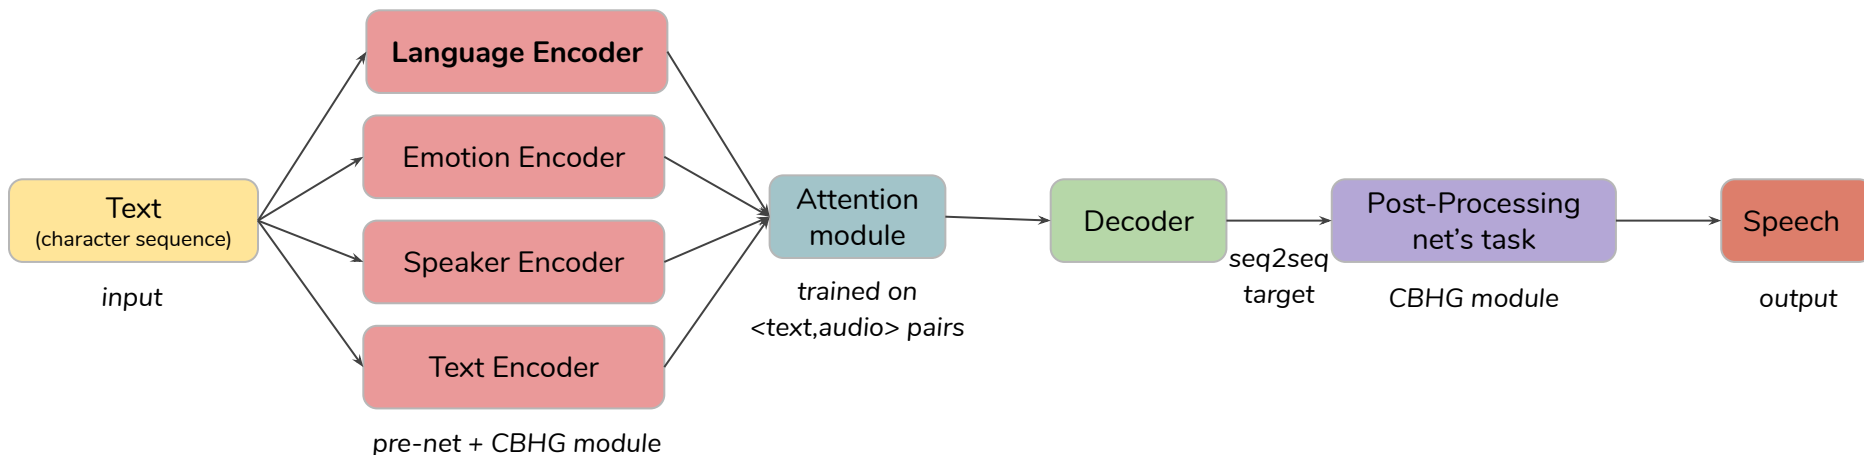 Language Encoder
Emotion Encoder
Speaker Encoder
Text Encoder
pre-net + CBHG module
Text
(character sequence)
input
Attention
module
trained on
<text,audio> pairs
Decoder
seq2seq
target
Post-Processing
net's task
CBHG module
Speech
output